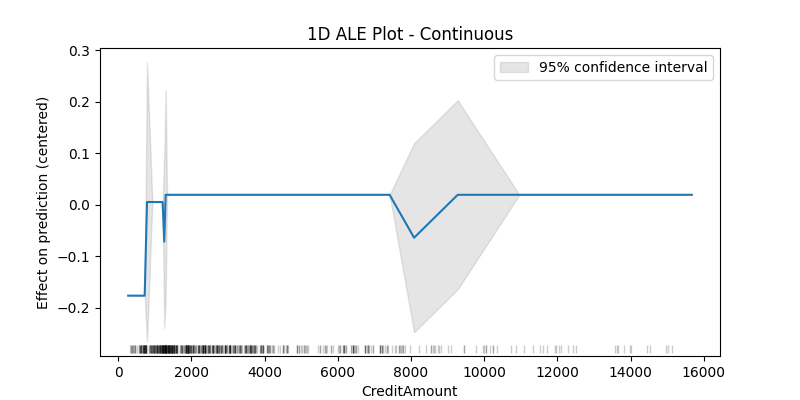 1D ALE Plot - Continuous
95% confidence interval
Effect on prediction (centered)
0.3
0.2
0.1
0.0
−0.1
−0.2
0 2000 4000 6000 8000 10000 12000 14000 16000
CreditAmount